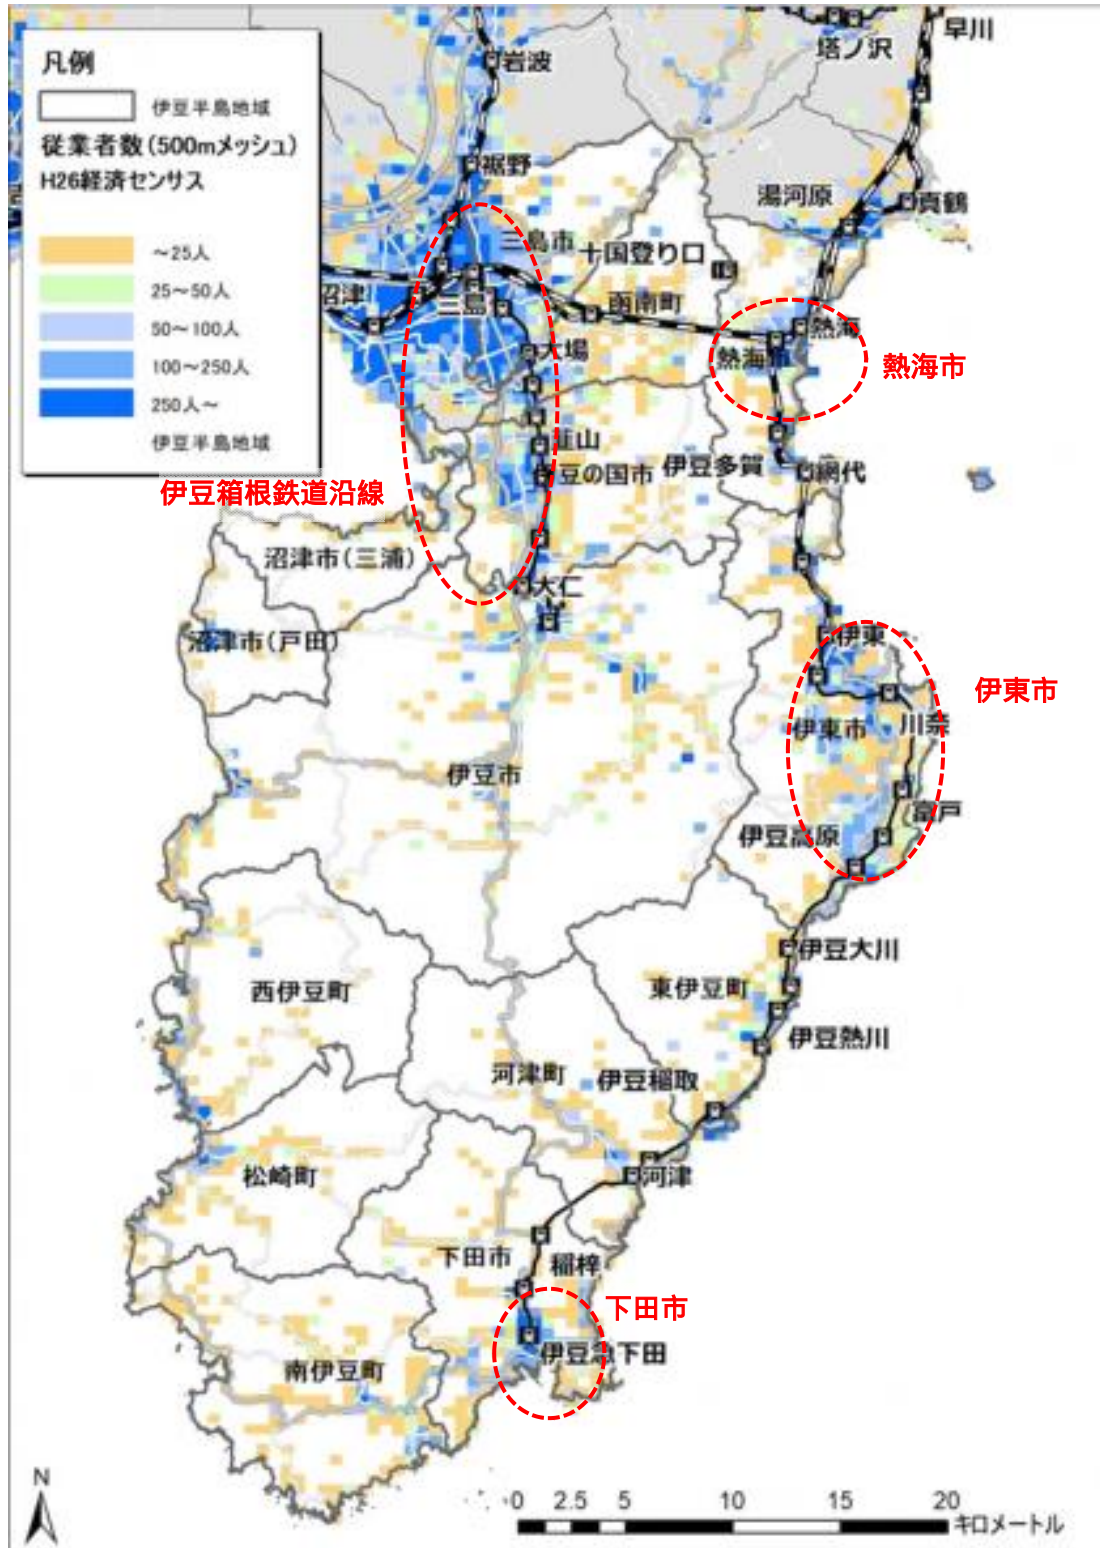 早川
塔ノ沢
岩波
凡例
伊豆半島地域
従業者数(500mメッシュ)
H26経済センサス
～25人
25～50人
50～100人
100～250人
250人～
伊豆半島地域
裾野
湯河原
真鶴
三島市
十国登り口
沼津
三島
函南町
熱海
大場
熱海
熱海市
韮山
豆の国市
伊豆多賀
網代
伊豆箱根鉄道沿線
沼津市(三浦)
大仁
沼津市(戸田)
伊東
伊東市
伊東市
川奈
伊豆市
富戸
伊豆高原
伊豆大川
西伊豆町
東伊豆町
伊豆熱川
河津町
伊豆稲取
松崎町
河津
下田市
稲梓
下田市
伊豆急下田
南伊豆町
N
0 2.5 5 10 15 20
キロメートル